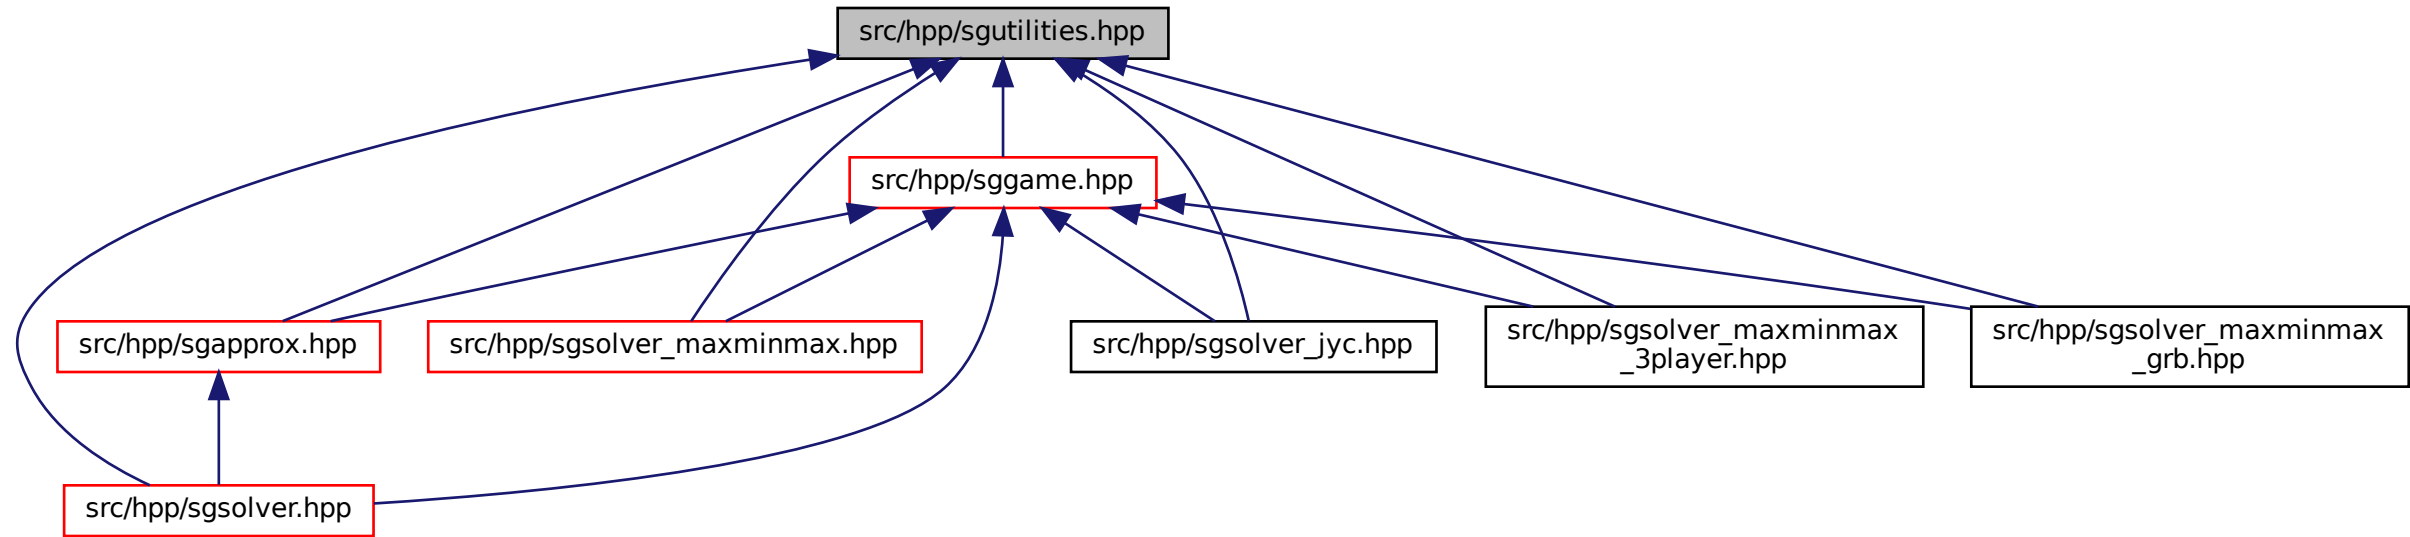 src/hpp/sgutilities.hpp
src/hpp/sggame.hpp
src/hpp/sgapprox.hpp
src/hpp/sgsolver_maxminmax.hpp
src/hpp/sgsolver_jyc.hpp
src/hpp/sgsolver_maxminmax
_3player.hpp
src/hpp/sgsolver_maxminmax
_grb.hpp
src/hpp/sgsolver.hpp